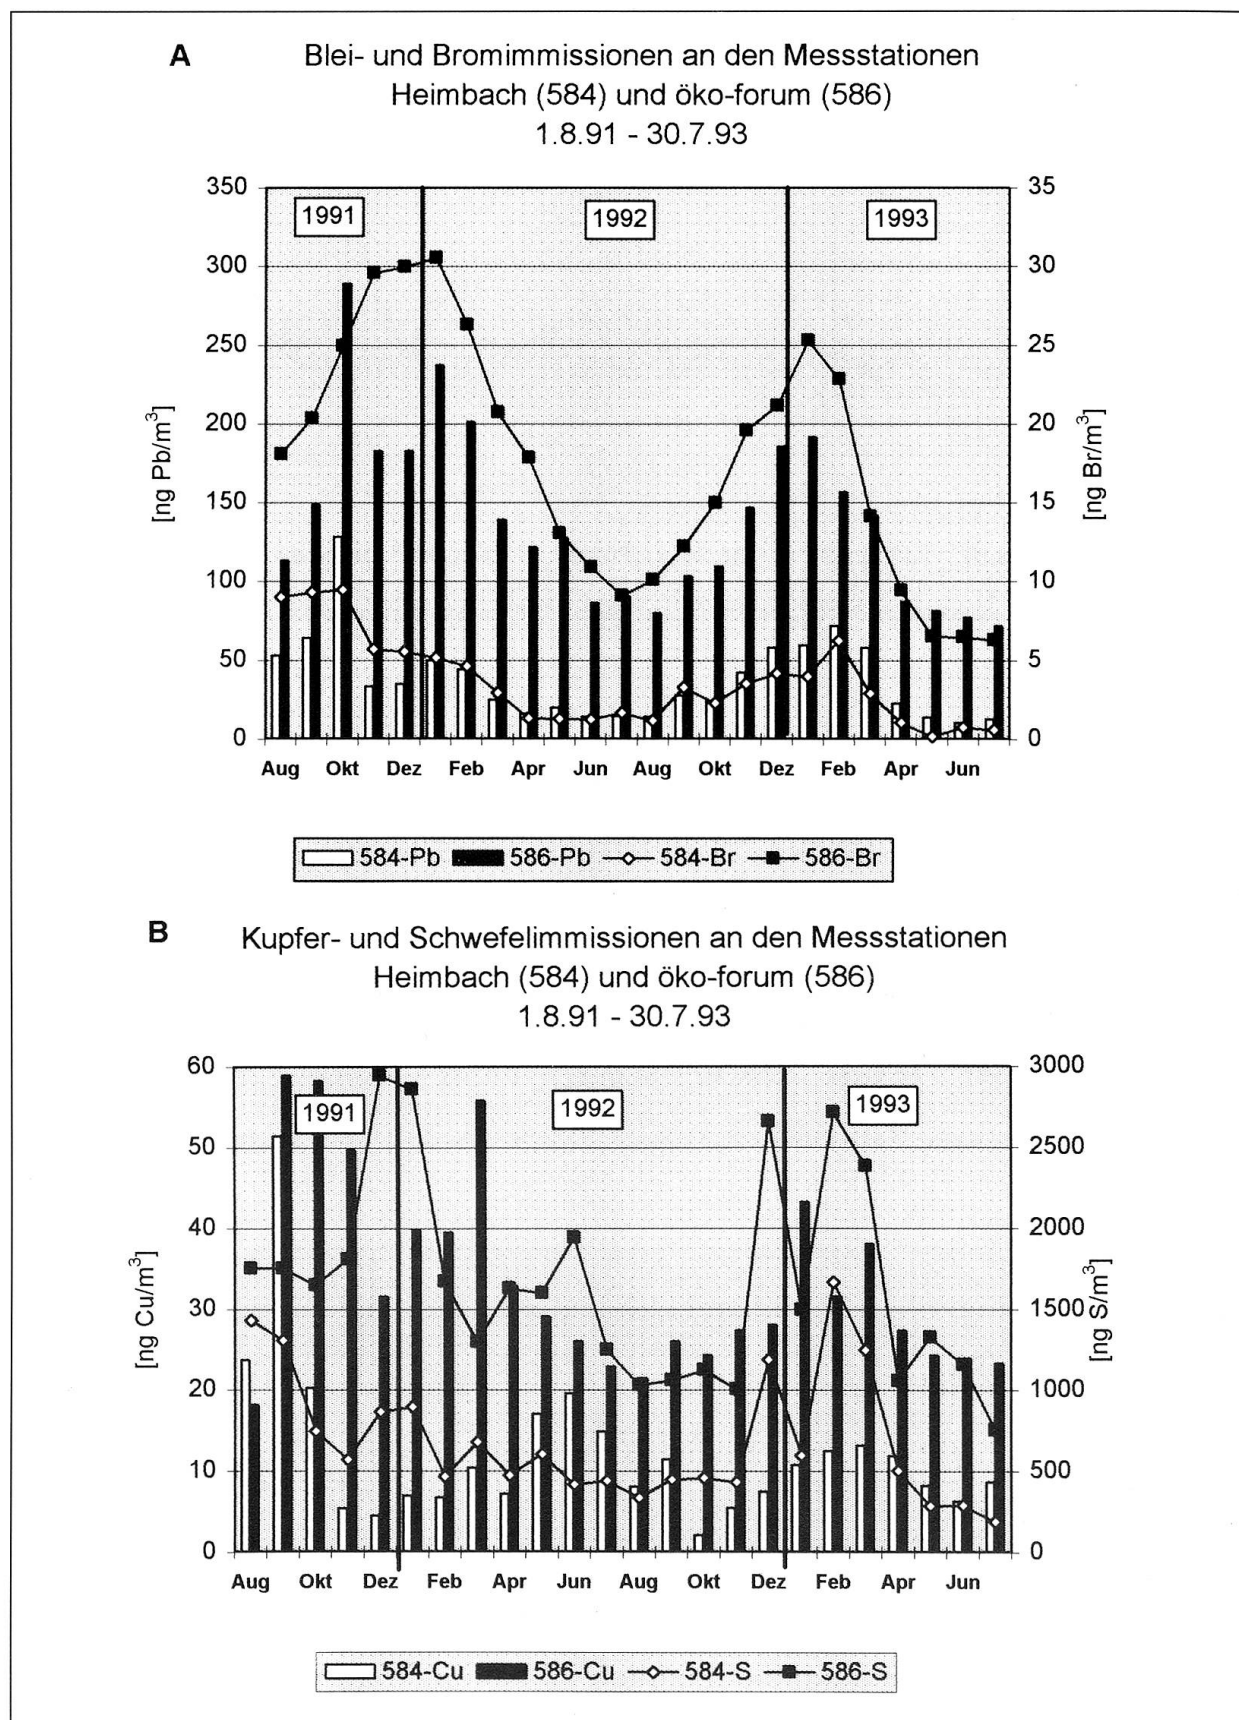 A
Blei- und Bromimmissionen an den Messstationen
Heimbach (584) und öko-forum (586)
1.8.91 - 30.7.93
350
300
250
200
150
100
50
0
[ng Pb/m³]
1991
1992
1993
35
30
25
20
15
10
5
0
[ng Br/m³]
Aug Okt Dez Feb Apr Jun Aug Okt Dez Feb Apr Jun
584-Pb 586-Pb 584-Br 586-Br
B
Kupfer- und Schwefelimmissionen an den Messstationen
Heimbach (584) und öko-forum (586)
1.8.91 - 30.7.93
60
50
40
30
20
10
0
[ng Cu/m³]
1991
1992
1993
3000
2500
2000
1500
1000
500
0
[ng S/m³]
Aug Okt Dez Feb Apr Jun Aug Okt Dez Feb Apr Jun
584-Cu 586-Cu 584-S 586-S